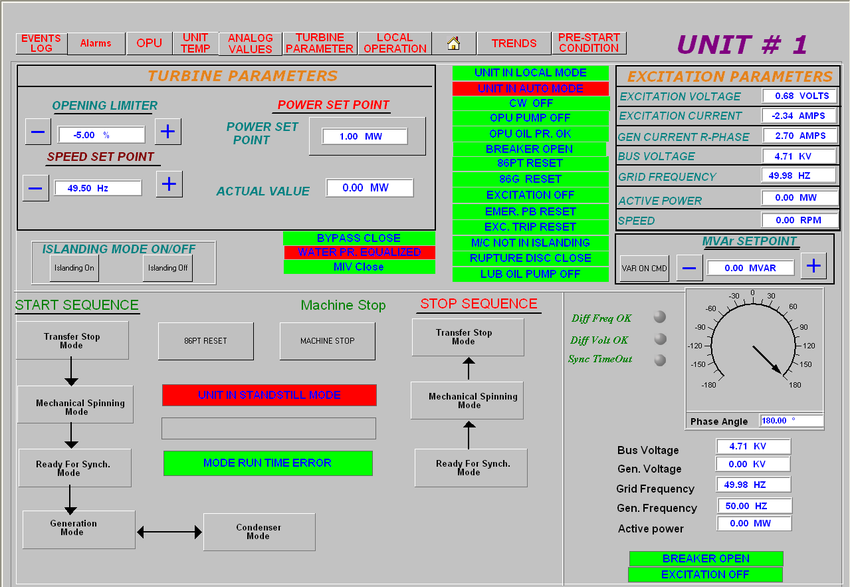 EVENTS
LOG
Alarms
OPU
UNIT
TEMP
ANALOG
VALUES
TURBINE
PARAMETER
LOCAL
OPERATION
TRENDS
PRE-START
CONDITION
UNIT # 1
TURBINE PARAMETERS
OPENING LIMITER
-5.00 %
SPEED SET POINT
49.50 Hz
POWER SET POINT
POWER SET
POINT
1.00 MW
ACTUAL VALUE
0.00 MW
BYPASS CLOSE
WATER PR. EQUALIZED
MIV Close
UNIT IN LOCAL MODE
UNIT IN AUTO MODE
CW OFF
OPU PUMP OFF
OPU OIL PR. OK
BREAKER OPEN
86PT RESET
86G RESET
EXCITATION OFF
EMER. PB RESET
EXC. TRIP RESET
M/C NOT IN ISLANDING
RUPTURE DISC CLOSE
LUB OIL PUMP OFF
EXCITATION PARAMETERS
EXCITATION VOLTAGE 0.68 VOLTS
EXCITATION CURRENT -2.34 AMPS
GEN CURRENT R-PHASE 2.70 AMPS
BUS VOLTAGE 4.71 KV
GRID FREQUENCY 49.98 HZ
ACTIVE POWER 0.00 MW
SPEED 0.00 RPM
MVAr SETPOINT
VAR ON CMD
0.00 MVAR
ISLANDING MODE ON/OFF
Islanding On
Islanding Off
START SEQUENCE
Transfer Stop
Mode
Mechanical Spinning
Mode
Ready For Synch.
Mode
Generation
Mode
Condenser
Mode
86PT RESET
Machine Stop
MACHINE STOP
UNIT IN STANDSTILL MODE
MODE RUN TIME ERROR
STOP SEQUENCE
Transfer Stop
Mode
Mechanical Spinning
Mode
Ready For Synch.
Mode
Diff Freq OK
Diff Volt OK
Sync TimeOut
-180
-150
-120
-90
-60
-30
0
30
60
90
120
150
180
Phase Angle 180.00 °
Bus Voltage 4.71 KV
Gen. Voltage 0.00 KV
Grid Frequency 49.98 HZ
Gen. Frequency 50.00 HZ
Active power 0.00 MW
BREAKER OPEN
EXCITATION OFF